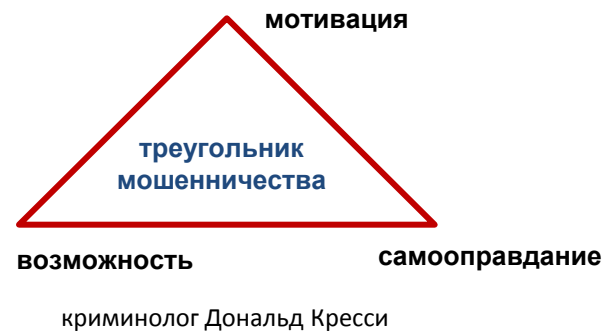 мотивация
треугольник
мошенничества
возможность
самооправдание
криминолог Дональд Кресси